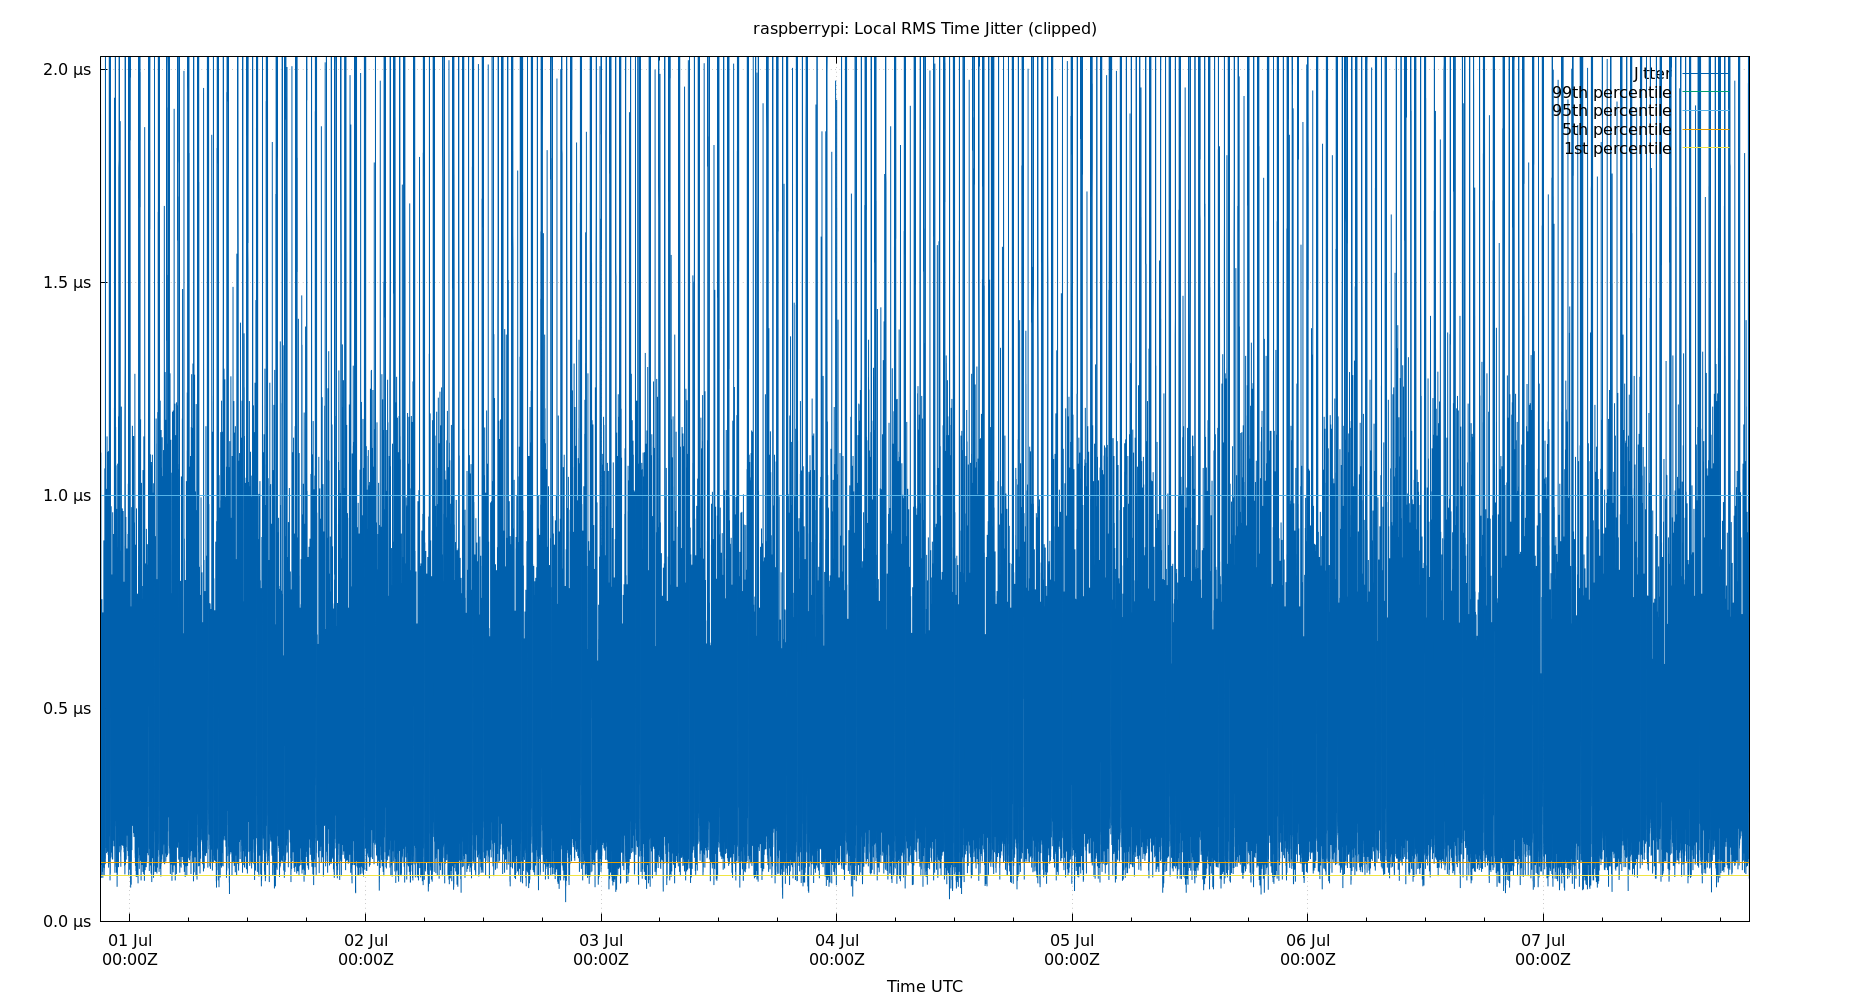 raspberrypi: Local RMS Time Jitter (clipped)
2.0 μs
1.5 μs
1.0 μs
0.5 μs
0.0 μs
Jitter
99th percentile
95th percentile
5th percentile
1st percentile
01 Jul 02 Jul 03 Jul 04 Jul 05 Jul 06 Jul 07 Jul
00:00Z 00:00Z 00:00Z 00:00Z 00:00Z 00:00Z 00:00Z
Time UTC